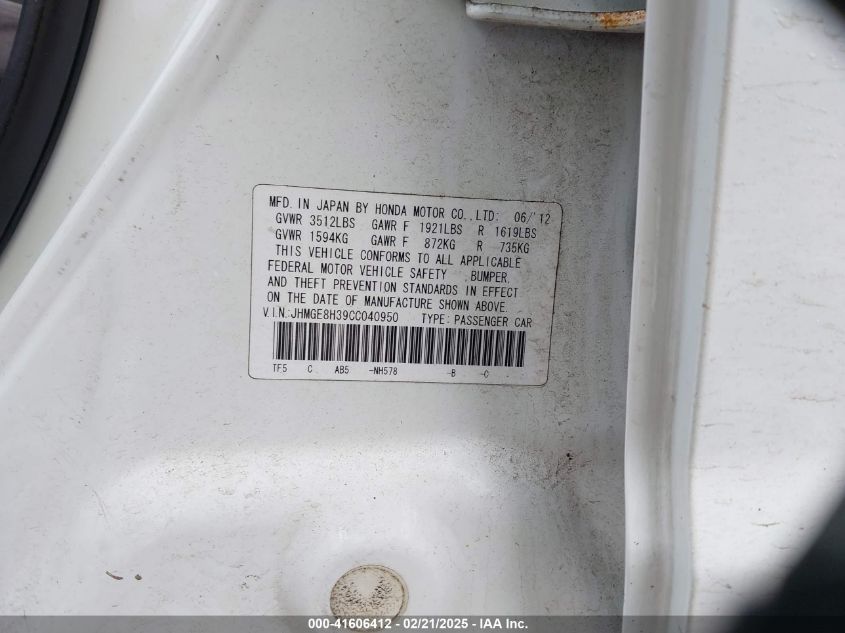 MFD. IN JAPAN BY HONDA MOTOR CO.,LTD: 06/'12
GVWR 3512LBS GAWR F 1921LBS R 1619LBS
GVWR 1594KG GAWR F 872KG R 735KG
THIS VEHICLE CONFORMS TO ALL APPLICABLE
FEDERAL MOTOR VEHICLE SAFETY ,BUMPER,
AND THEFT PREVENTION STANDARDS IN EFFECT
ON THE DATE OF MANUFACTURE SHOWN ABOVE.
V.I.N.:JHMGE8H39CC040950 TYPE: PASSENGER CAR
TF5 C AB5 -NH578 -B -C
000-41606412 - 02/21/2025 - IAA Inc.